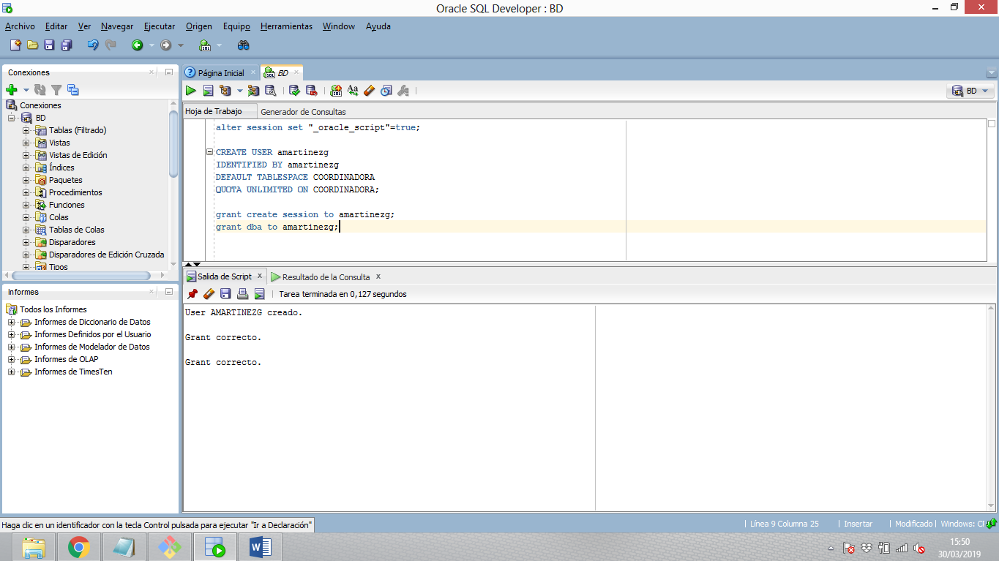 Oracle SQL Developer : BD
Archivo Editar Ver Navegar Ejecutar Origen Equipo Herramientas Window Ayuda
Conexiones
Conexiones
BD
Tablas (Filtrado)
Vistas
Vistas de Edición
Índices
Paquetes
Procedimientos
Funciones
Colas
Tablas de Colas
Disparadores
Disparadores de Edición Cruzada
Tipos
Informes
Todos los Informes
Informes de Diccionario de Datos
Informes Definidos por el Usuario
Informes de Modelador de Datos
Informes de OLAP
Informes de TimesTen
Página Inicial
BD
BD
Hoja de Trabajo
Generador de Consultas
alter session set "_oracle_script"=true;
CREATE USER amartinezg
IDENTIFIED BY amartinezg
DEFAULT TABLESPACE COORDINADORA
QUOTA UNLIMITED ON COORDINADORA;
grant create session to amartinezg;
grant dba to amartinezg;
Salida de Script
Resultado de la Consulta
Tarea terminada en 0,127 segundos
User AMARTINEZG creado.
Grant correcto.
Grant correcto.
Haga clic en un identificador con la tecla Control pulsada para ejecutar "Ir a Declaración"
Línea 9 Columna 25
Insertar
Modificado
Windows:
15:50
30/03/2019